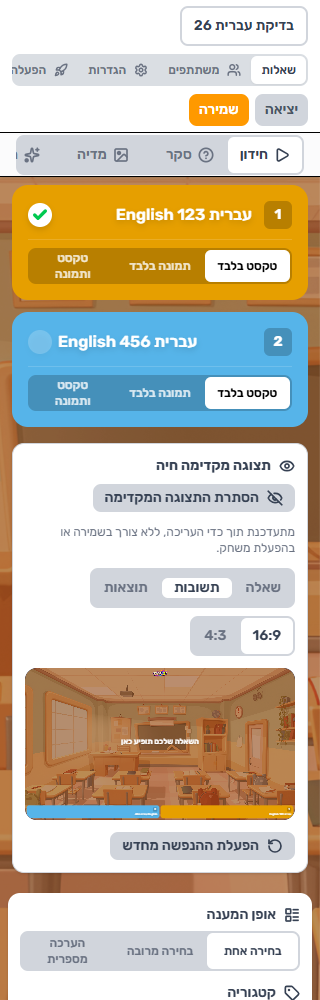 בדיקת עברית 26
שאלות
משתתפים
הגדרות
הפעלה
יציאה
שמירה
חידון
סקר
מדיה
1
עברית English 123
טקסט בלבד
תמונה בלבד
טקסט
ותמונה
2
עברית English 456
טקסט בלבד
תמונה בלבד
טקסט
ותמונה
תצוגה מקדימה חיה
הסתרת התצוגה המקדימה
מתעדכנת תוך כדי העריכה, ללא צורך בשמירה או
בהפעלת משחק.
שאלה
תשובות
תוצאות
16:9
4:3
השאלה שלכם תופיע כאן
הפעלת ההנפשה מחדש
אופן המענה
בחירה אחת
בחירה מרובה
הערכה
מספרית
קטגוריה